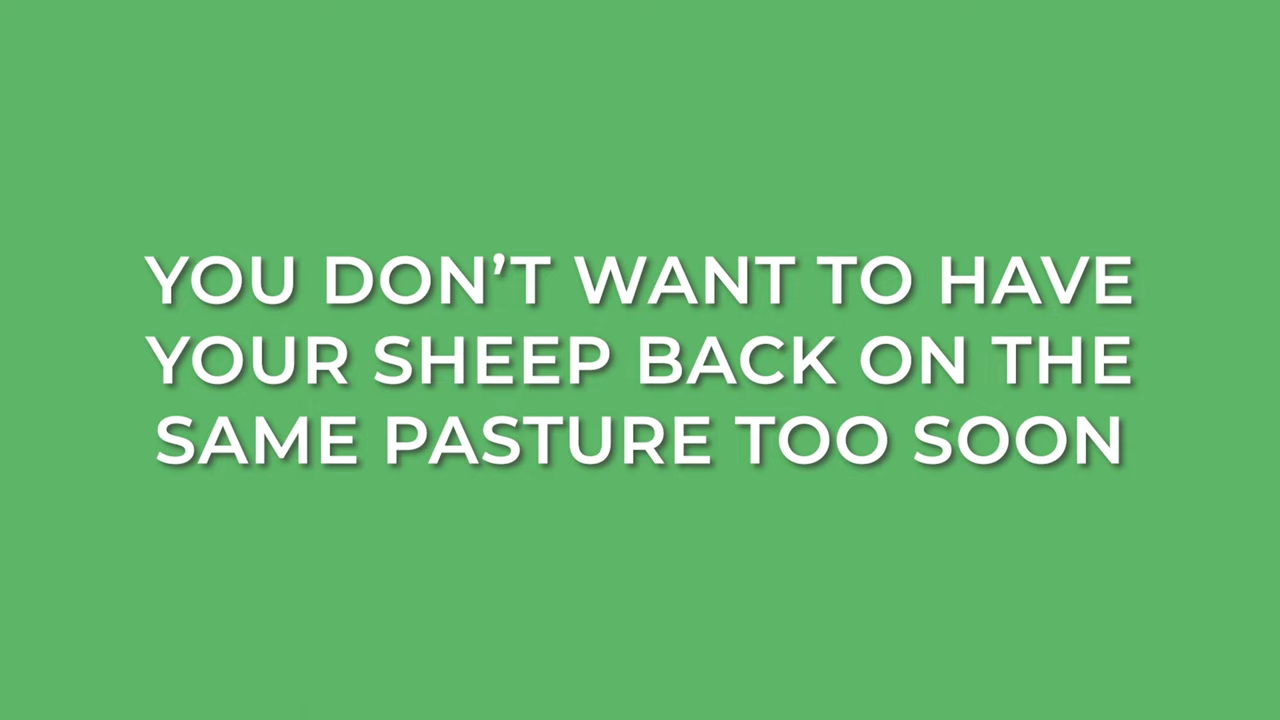 YOU DON’T WANT TO HAVE
YOUR SHEEP BACK ON THE
SAME PASTURE TOO SOON